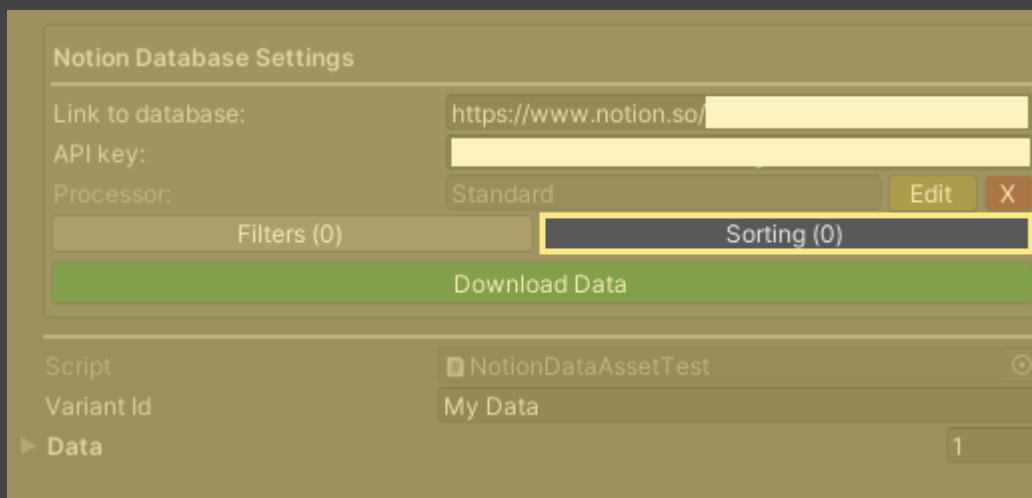 Notion Database Settings
Link to database: https://www.notion.so/
API key:
Processor: Standard Edit X
Filters (0) Sorting (0)
Download Data
Script NotionDataAssetTest
Variant Id My Data
Data 1